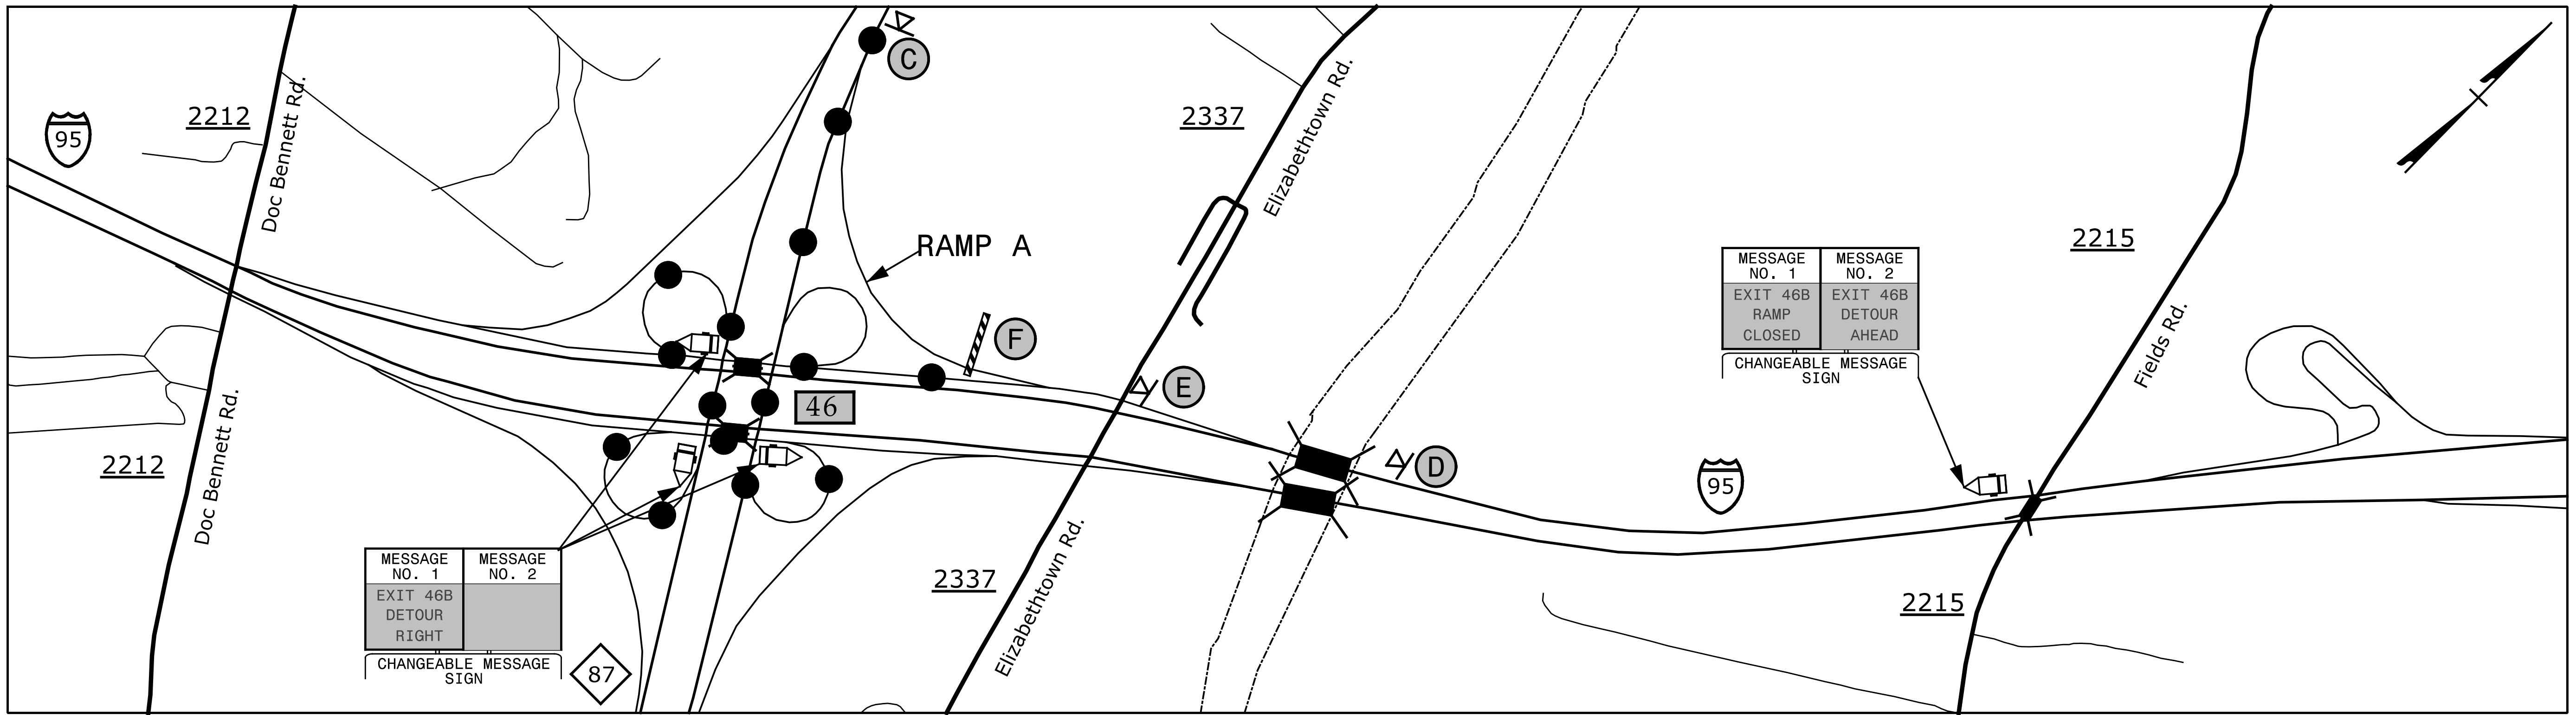 C
95
2212
Doc Bennett Rd.
2337
Elizabethtown Rd.
RAMP A
2215
Fields Rd.
MESSAGE
NO. 1
MESSAGE
NO. 2
EXIT 46B
RAMP
CLOSED
EXIT 46B
DETOUR
AHEAD
CHANGEABLE MESSAGE
SIGN
F
E
46
D
95
2212
Doc Bennett Rd.
MESSAGE
NO. 1
MESSAGE
NO. 2
EXIT 46B
DETOUR
RIGHT
CHANGEABLE MESSAGE
SIGN
87
2337
Elizabethtown Rd.
2215